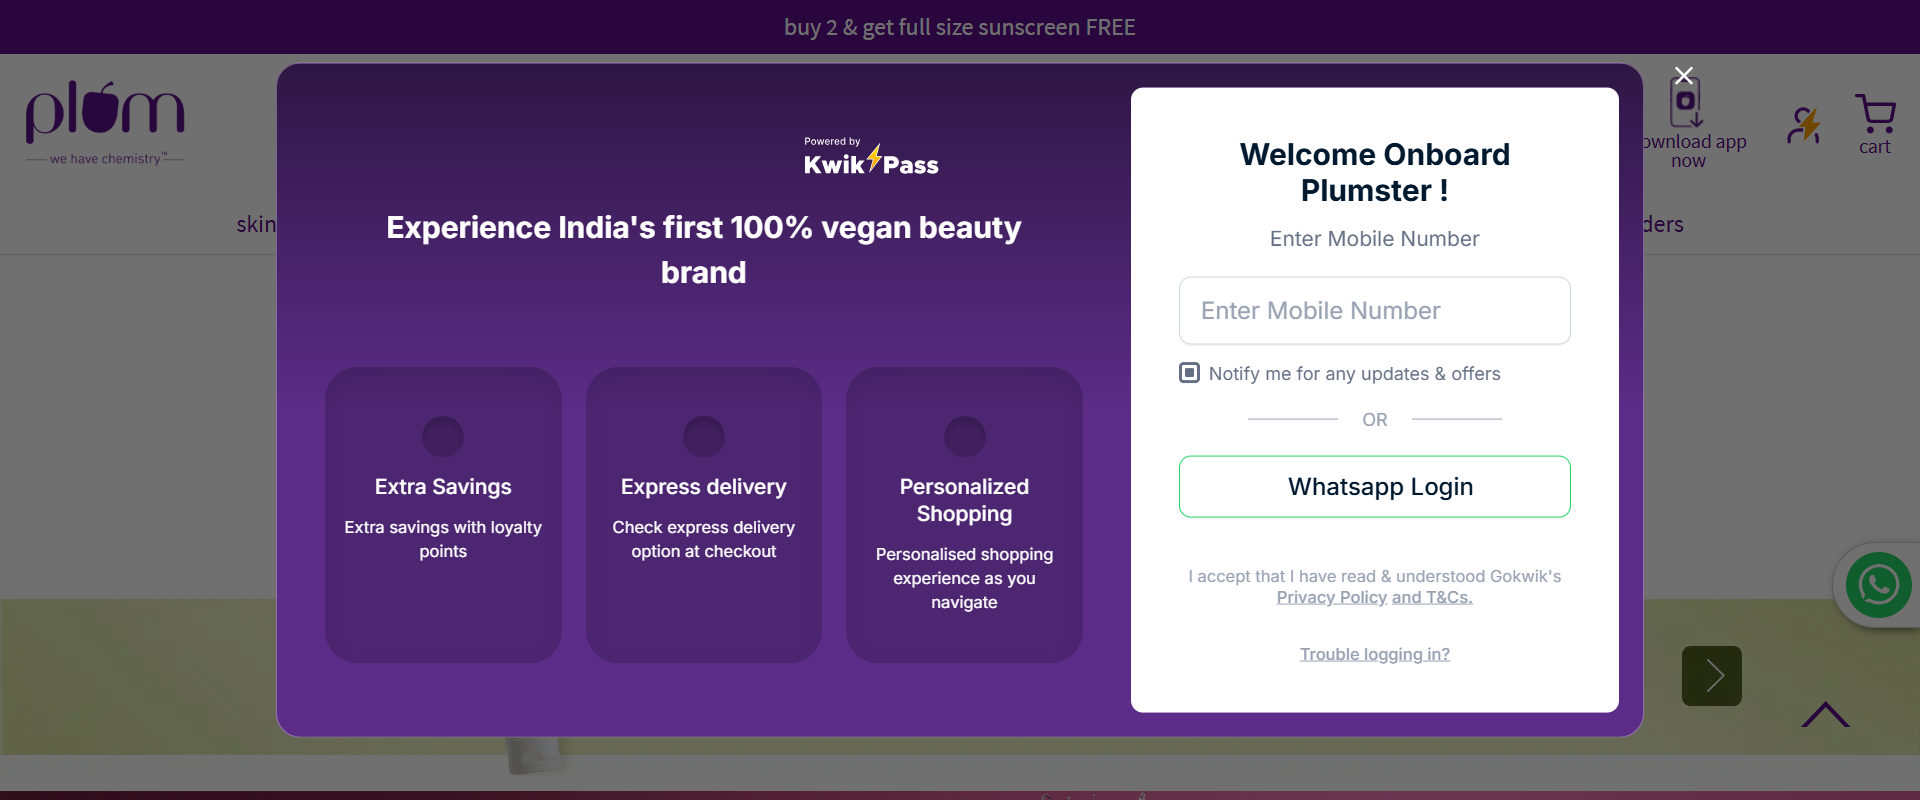 buy 2 & get full size sunscreen FREE
plum
we have chemistry™
download app
now
cart
skin
ders
Powered by
Kwik Pass
Experience India's first 100% vegan beauty
brand
Extra Savings
Extra savings with loyalty
points
Express delivery
Check express delivery
option at checkout
Personalized
Shopping
Personalised shopping
experience as you
navigate
Welcome Onboard
Plumster !
Enter Mobile Number
Enter Mobile Number
Notify me for any updates & offers
OR
Whatsapp Login
I accept that I have read & understood Gokwik's
Privacy Policy and T&Cs.
Trouble logging in?